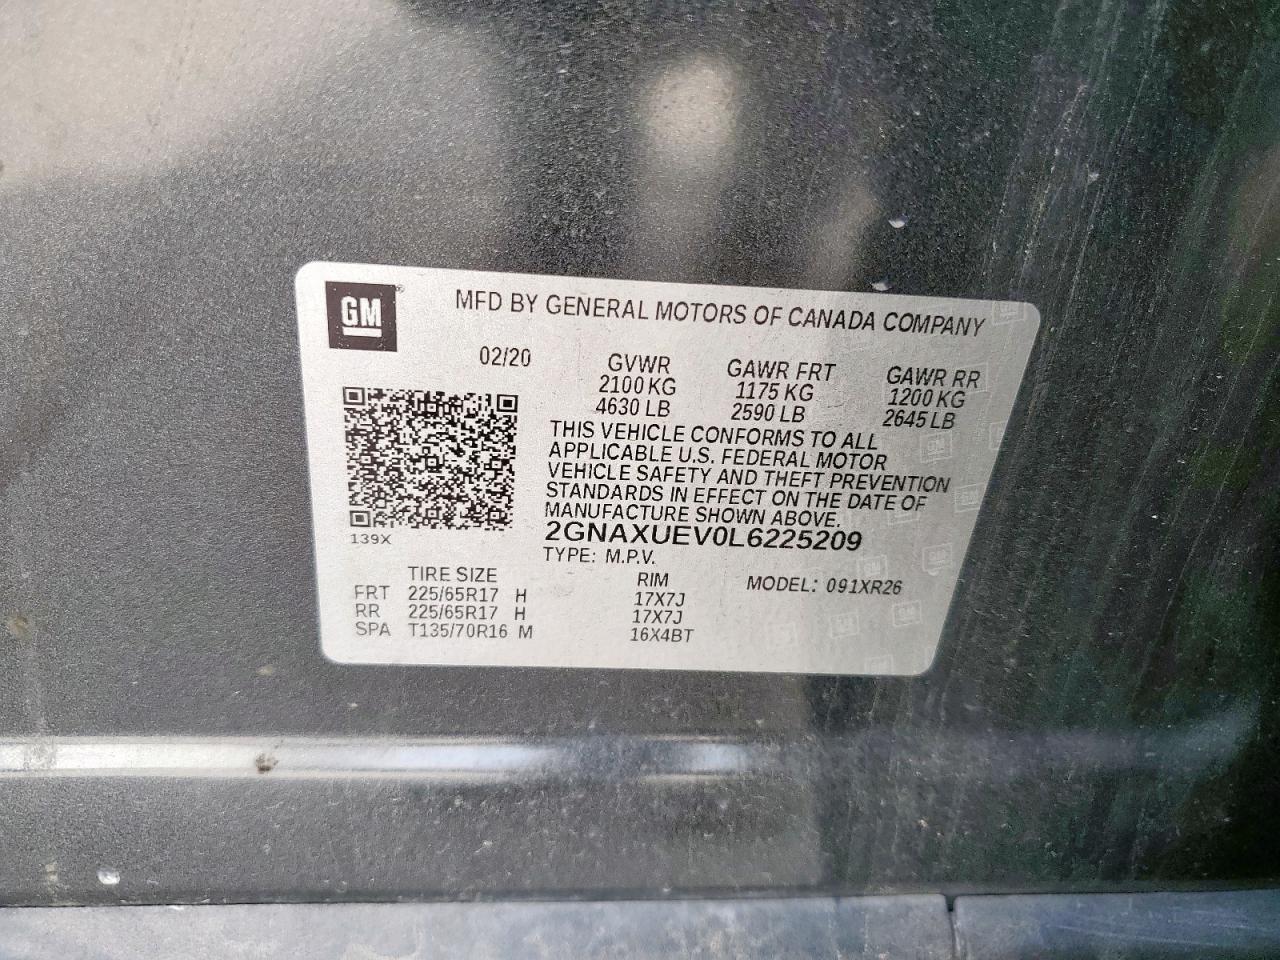 GM
MFD BY GENERAL MOTORS OF CANADA COMPANY
02/20
GVWR
2100 KG
4630 LB
GAWR FRT
1175 KG
2590 LB
GAWR RR
1200 KG
2645 LB
THIS VEHICLE CONFORMS TO ALL
APPLICABLE U.S. FEDERAL MOTOR
VEHICLE SAFETY AND THEFT PREVENTION
STANDARDS IN EFFECT ON THE DATE OF
MANUFACTURE SHOWN ABOVE.
2GNAXUEV0L6225209
TYPE: M.P.V.
139X
TIRE SIZE RIM MODEL: 091XR26
FRT 225/65R17 H 17X7J
RR 225/65R17 H 17X7J
SPA T135/70R16 M 16X4BT